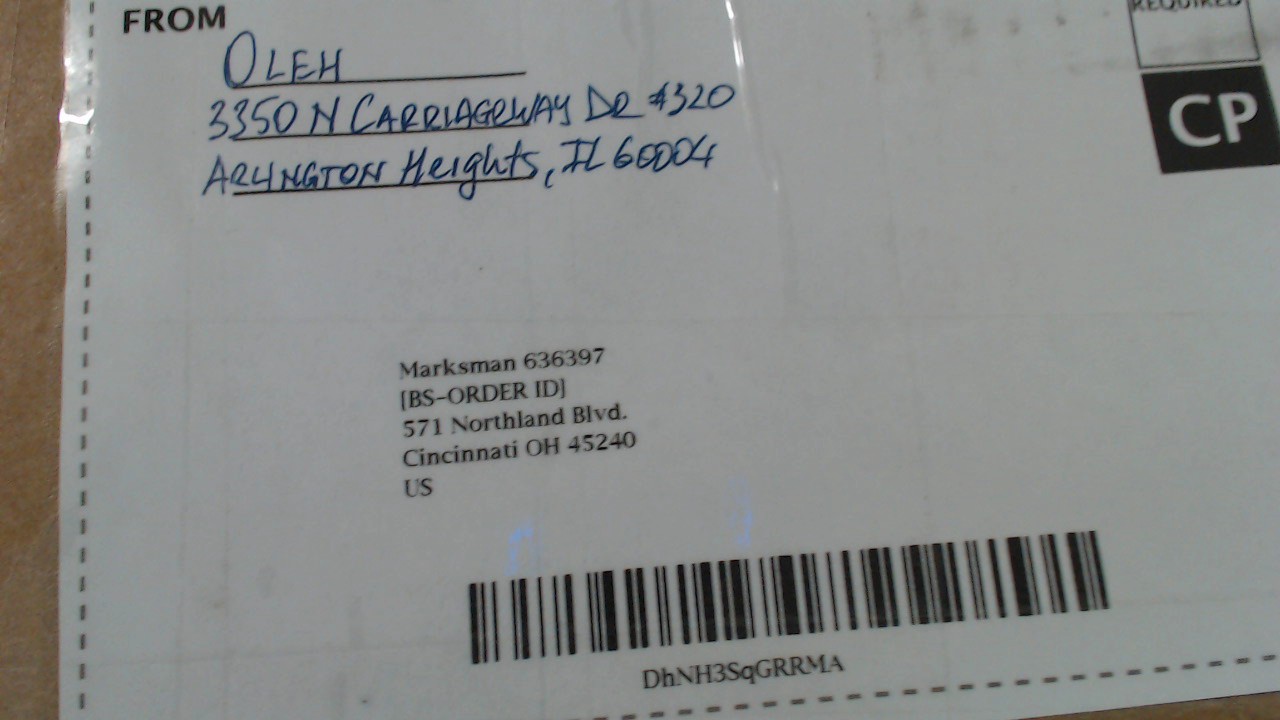 FROM
REQUIRED
OLEH
3350 N CARRIAGEWAY DR #320
ARLINGTON Heights, IL 60004
CP
Marksman 636397
[BS-ORDER ID]
571 Northland Blvd.
Cincinnati OH 45240
US
DhNH3SqGRRMA